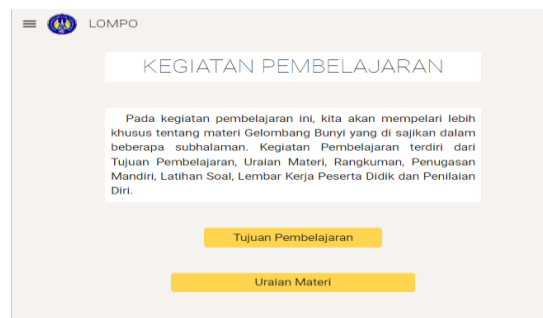 LOMPO
KEGIATAN PEMBELAJARAN
Pada kegiatan pembelajaran ini, kita akan mempelari lebih
khusus tentang materi Gelombang Bunyi yang di sajikan dalam
beberapa subhalaman. Kegiatan Pembelajaran terdiri dari
Tujuan Pembelajaran, Uraian Materi, Rangkuman, Penugasan
Mandiri, Latihan Soal, Lembar Kerja Peserta Didik dan Penilaian
Diri.
Tujuan Pembelajaran
Uraian Materi